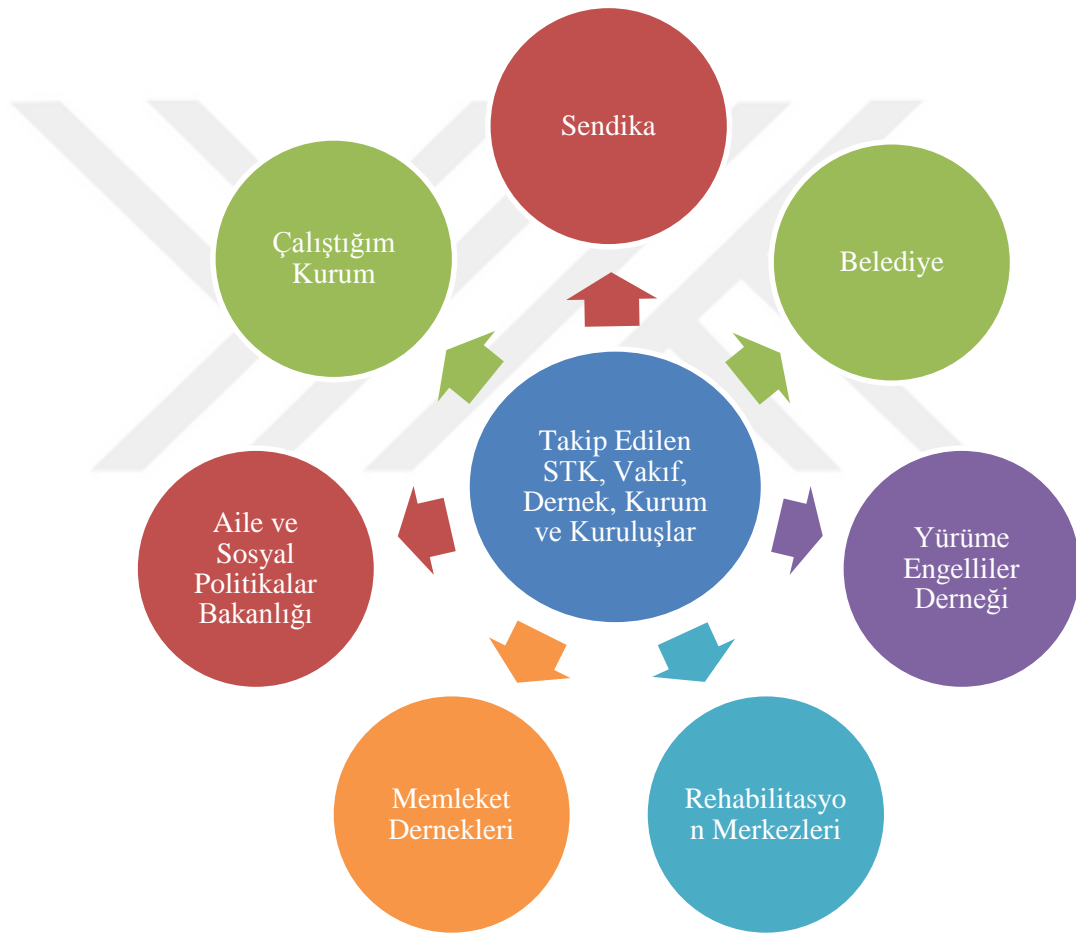 Sendika
Çalıştığım
Kurum
Belediye
Takip Edilen
STK, Vakıf,
Dernek, Kurum
ve Kuruluşlar
Aile ve
Sosyal
Politikalar
Bakanlığı
Yürüme
Engelliler
Derneği
Memleket
Dernekleri
Rehabilitasyo
n Merkezleri